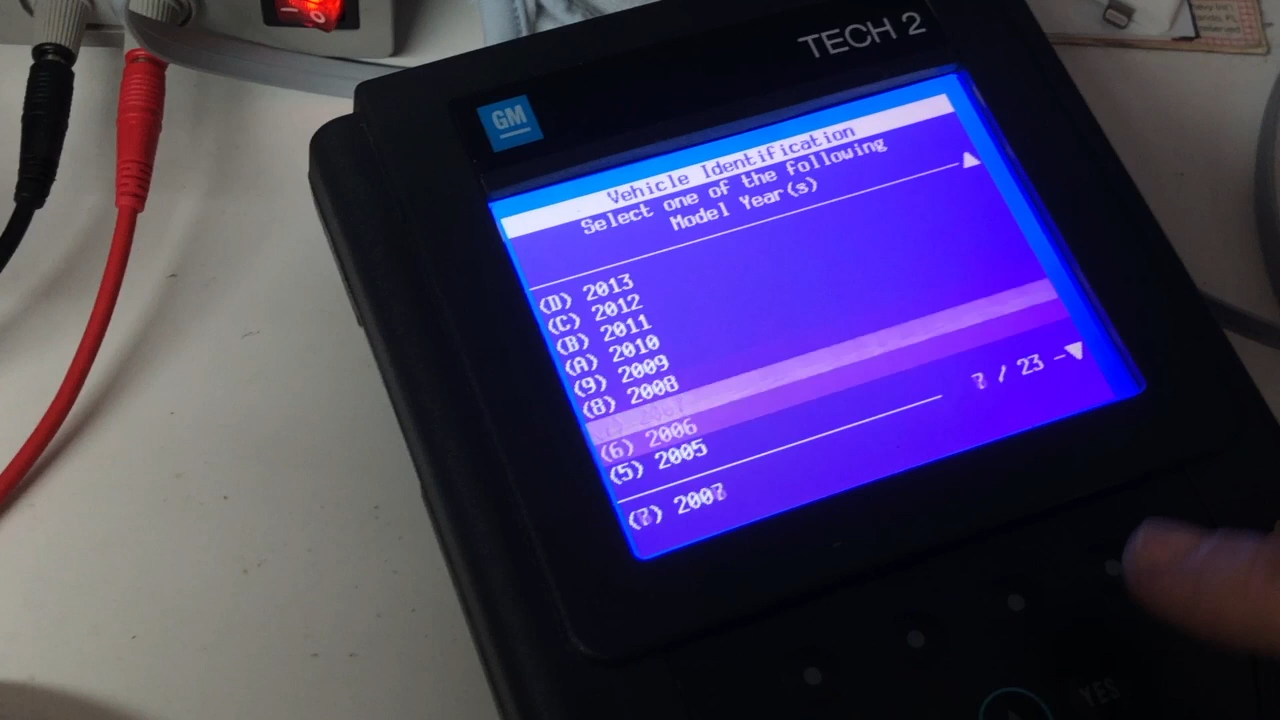 TECH 2
GM
Vehicle Identification
Select one of the following
Model Year(s)
(D) 2013
(C) 2012
(B) 2011
(A) 2010
(9) 2009
(8) 2008
(6) 2006
(5) 2005
/ 23
YES